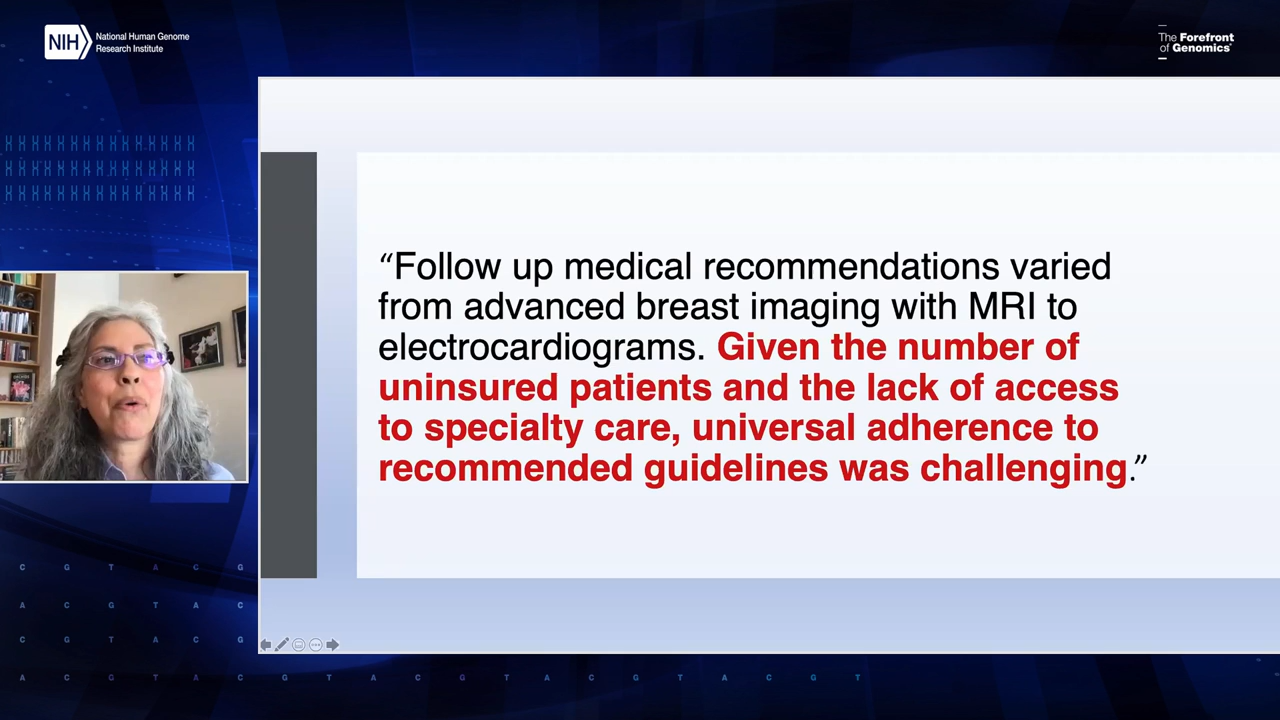 NIH
National Human Genome
Research Institute
The Forefront
of Genomics
“Follow up medical recommendations varied
from advanced breast imaging with MRI to
electrocardiograms. Given the number of
uninsured patients and the lack of access
to specialty care, universal adherence to
recommended guidelines was challenging.”
C G T A C G
A C G T A C
C G T A C G
A C G T A C G T A C G T A C G T A C G T